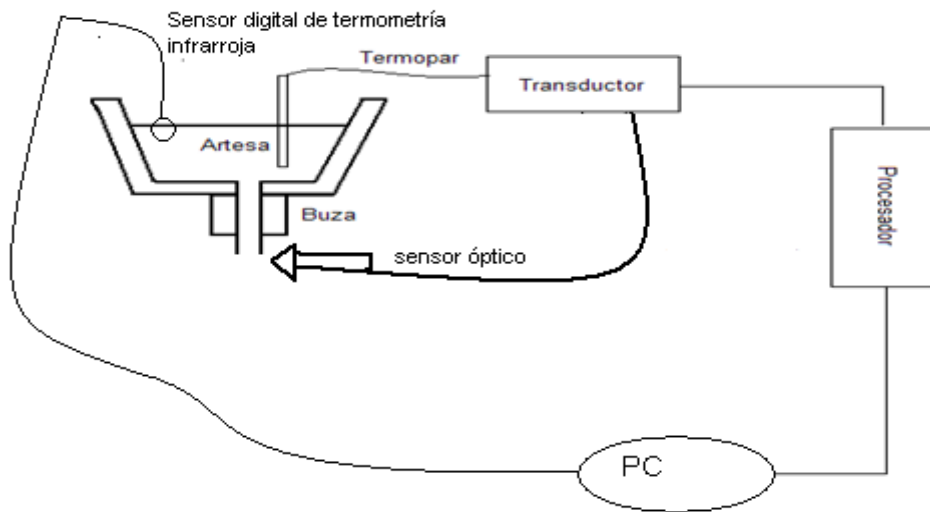 Sensor digital de termometría
infrarroja
Termopar
Transductor
Artesa
Procesador
Buza
sensor óptico
PC